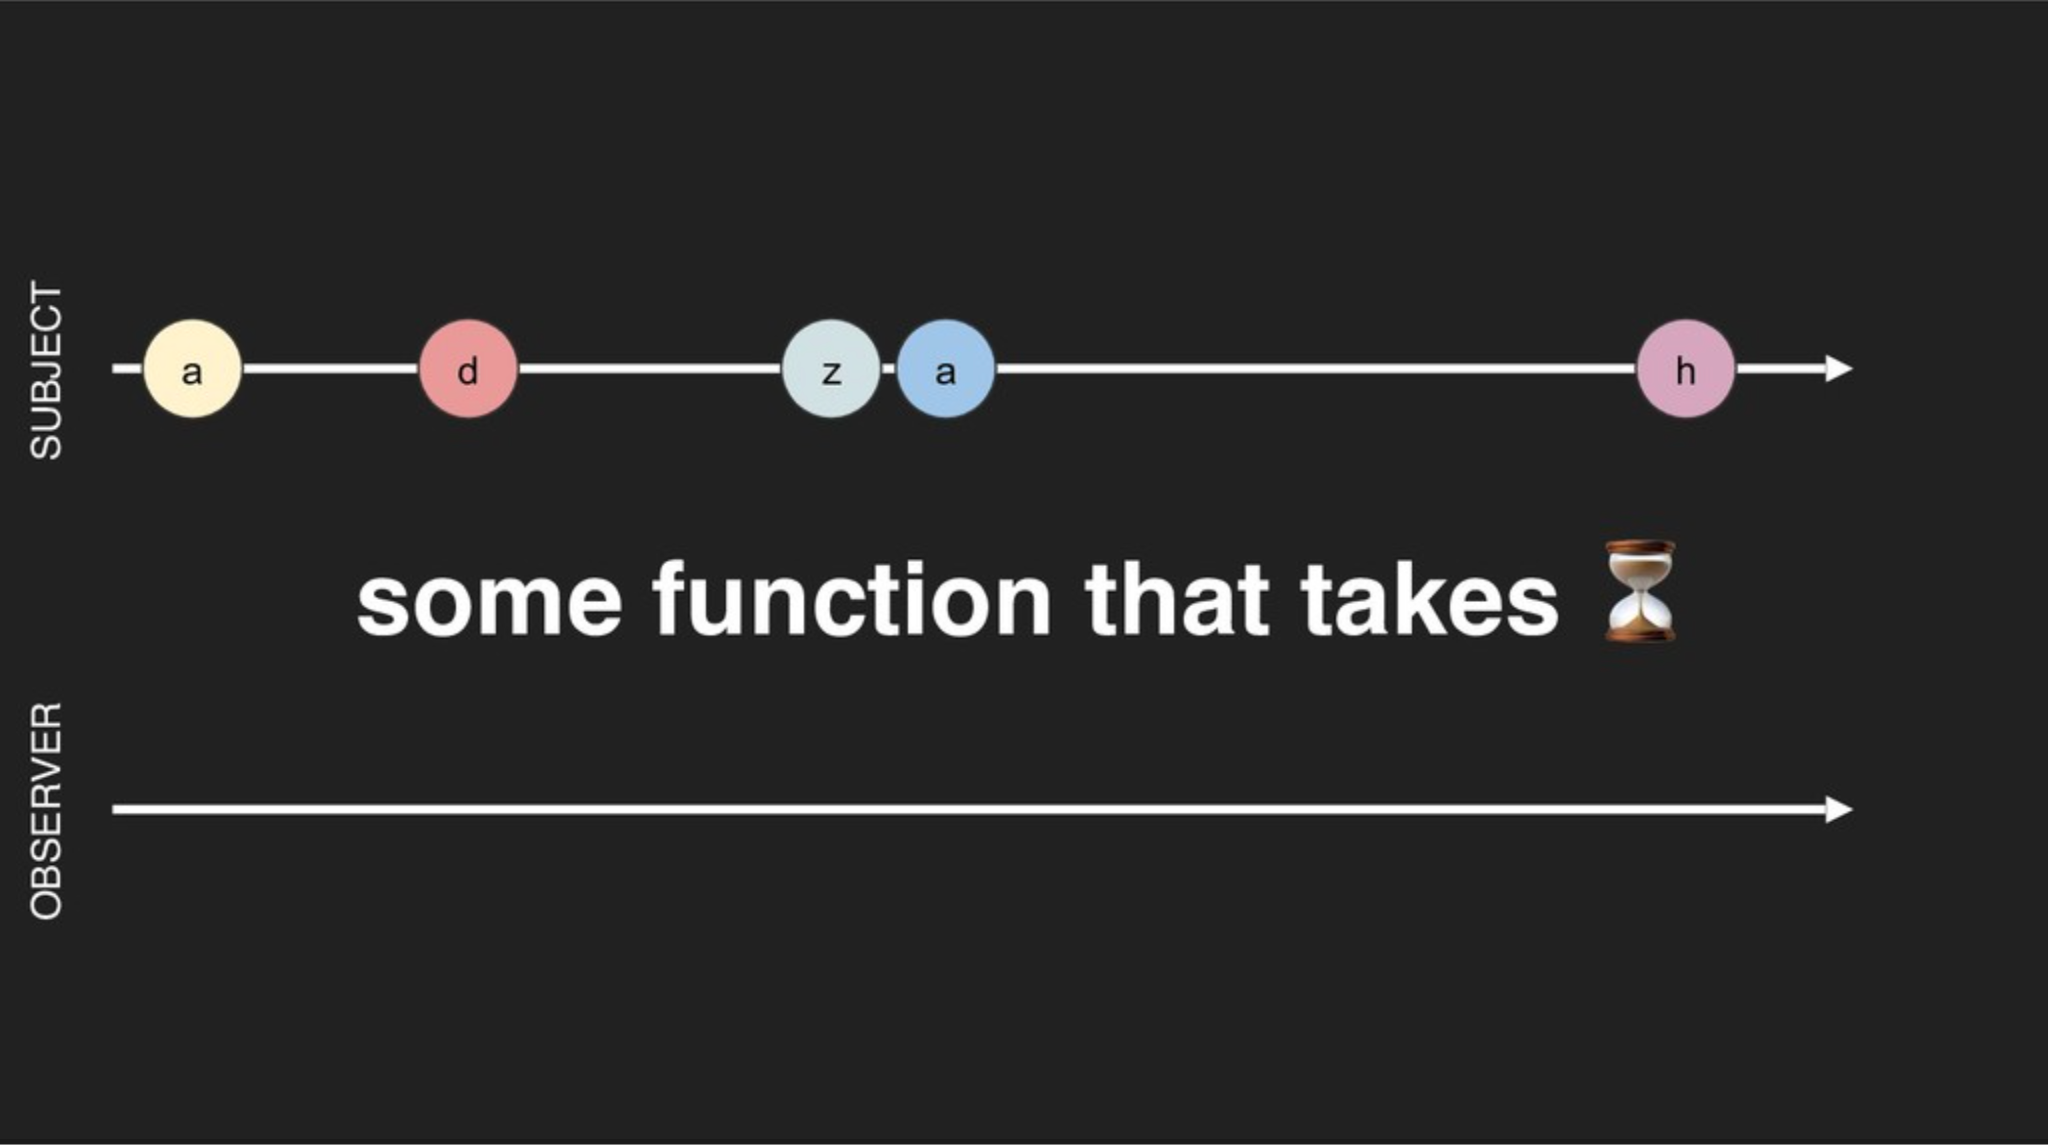 SUBJECT
a d z a h
some function that takes ⏳
OBSERVER